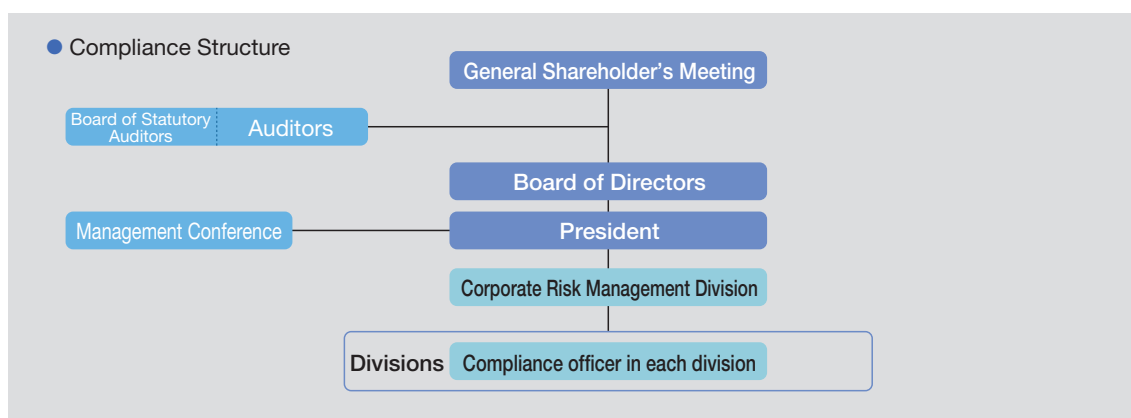 Compliance Structure
General Shareholder's Meeting
Board of Statutory
Auditors
Auditors
Board of Directors
Management Conference
President
Corporate Risk Management Division
Divisions
Compliance officer in each division